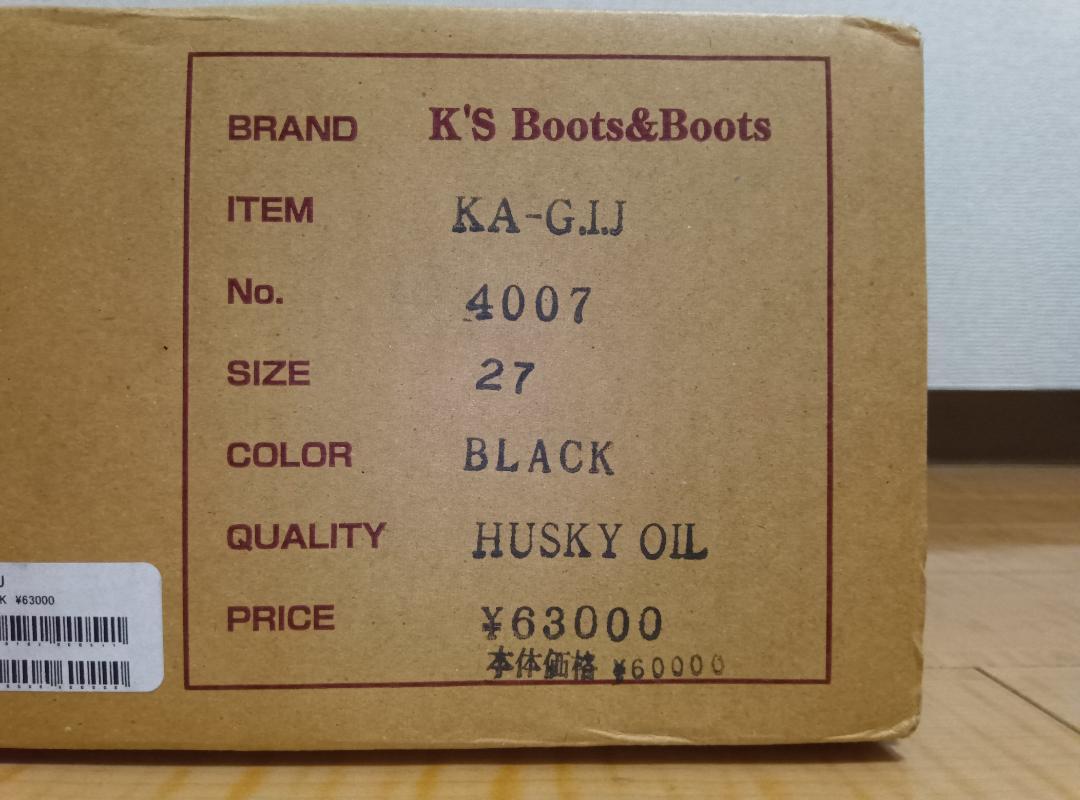 BRAND K'S Boots&Boots
ITEM KA-G.I.J
No. 4007
SIZE 27
COLOR BLACK
QUALITY HUSKY OIL
PRICE ¥63000
本体価格 ¥60000
J
K ¥63000